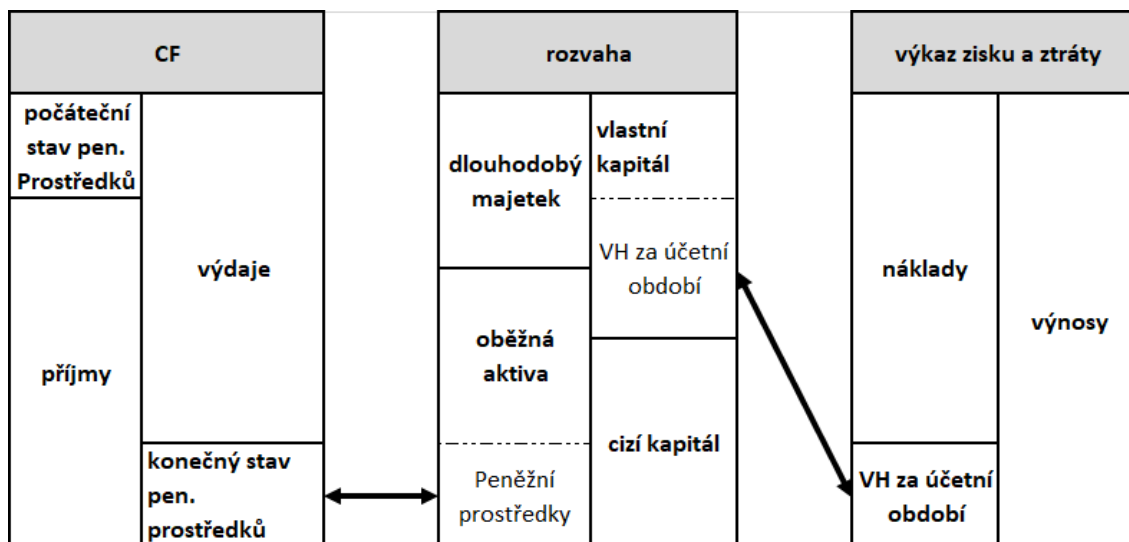 CF
počáteční
stav pen.
Prostředků
příjmy
výdaje
konečný stav
pen.
prostředků
rozvaha
dlouhodobý
majetek
oběžná
aktiva
Peněžní
prostředky
vlastní
kapitál
VH za účetní
období
cizí kapitál
výkaz zisku a ztráty
náklady
VH za účetní
období
výnosy